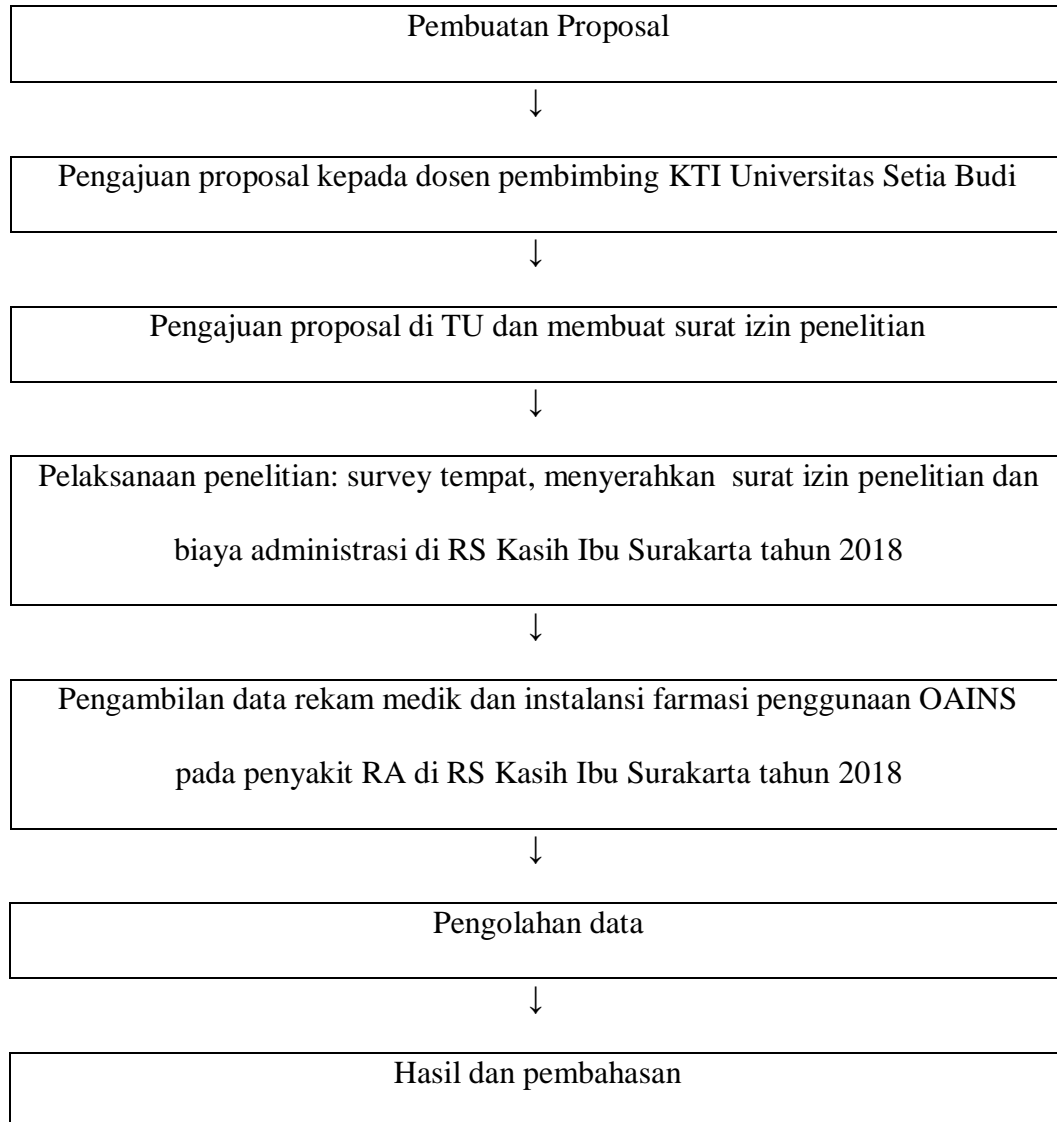 Pembuatan Proposal
↓
Pengajuan proposal kepada dosen pembimbing KTI Universitas Setia Budi
↓
Pengajuan proposal di TU dan membuat surat izin penelitian
↓
Pelaksanaan penelitian: survey tempat, menyerahkan  surat izin penelitian dan
biaya administrasi di RS Kasih Ibu Surakarta tahun 2018
↓
Pengambilan data rekam medik dan instalansi farmasi penggunaan OAINS
pada penyakit RA di RS Kasih Ibu Surakarta tahun 2018
↓
Pengolahan data
↓
Hasil dan pembahasan